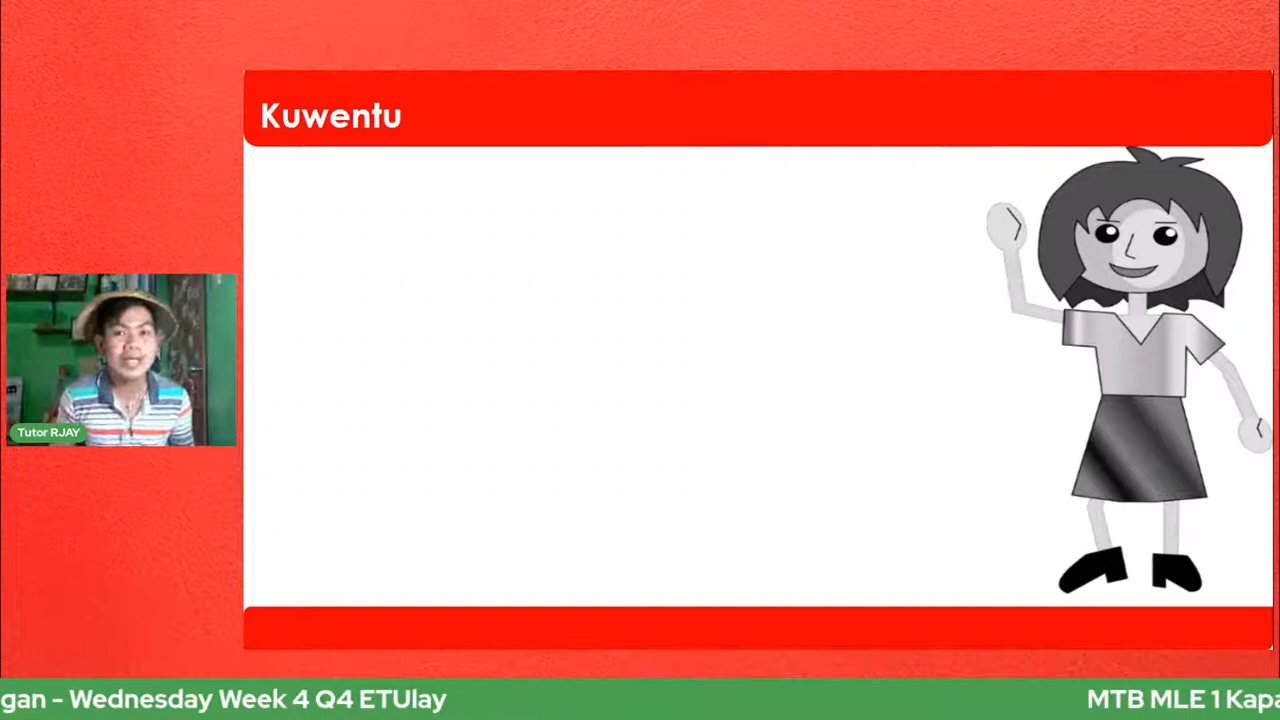 Kuwentu
Tutor RJAY
gan - Wednesday Week 4 Q4 ETUlay
MTB MLE 1 Kapa